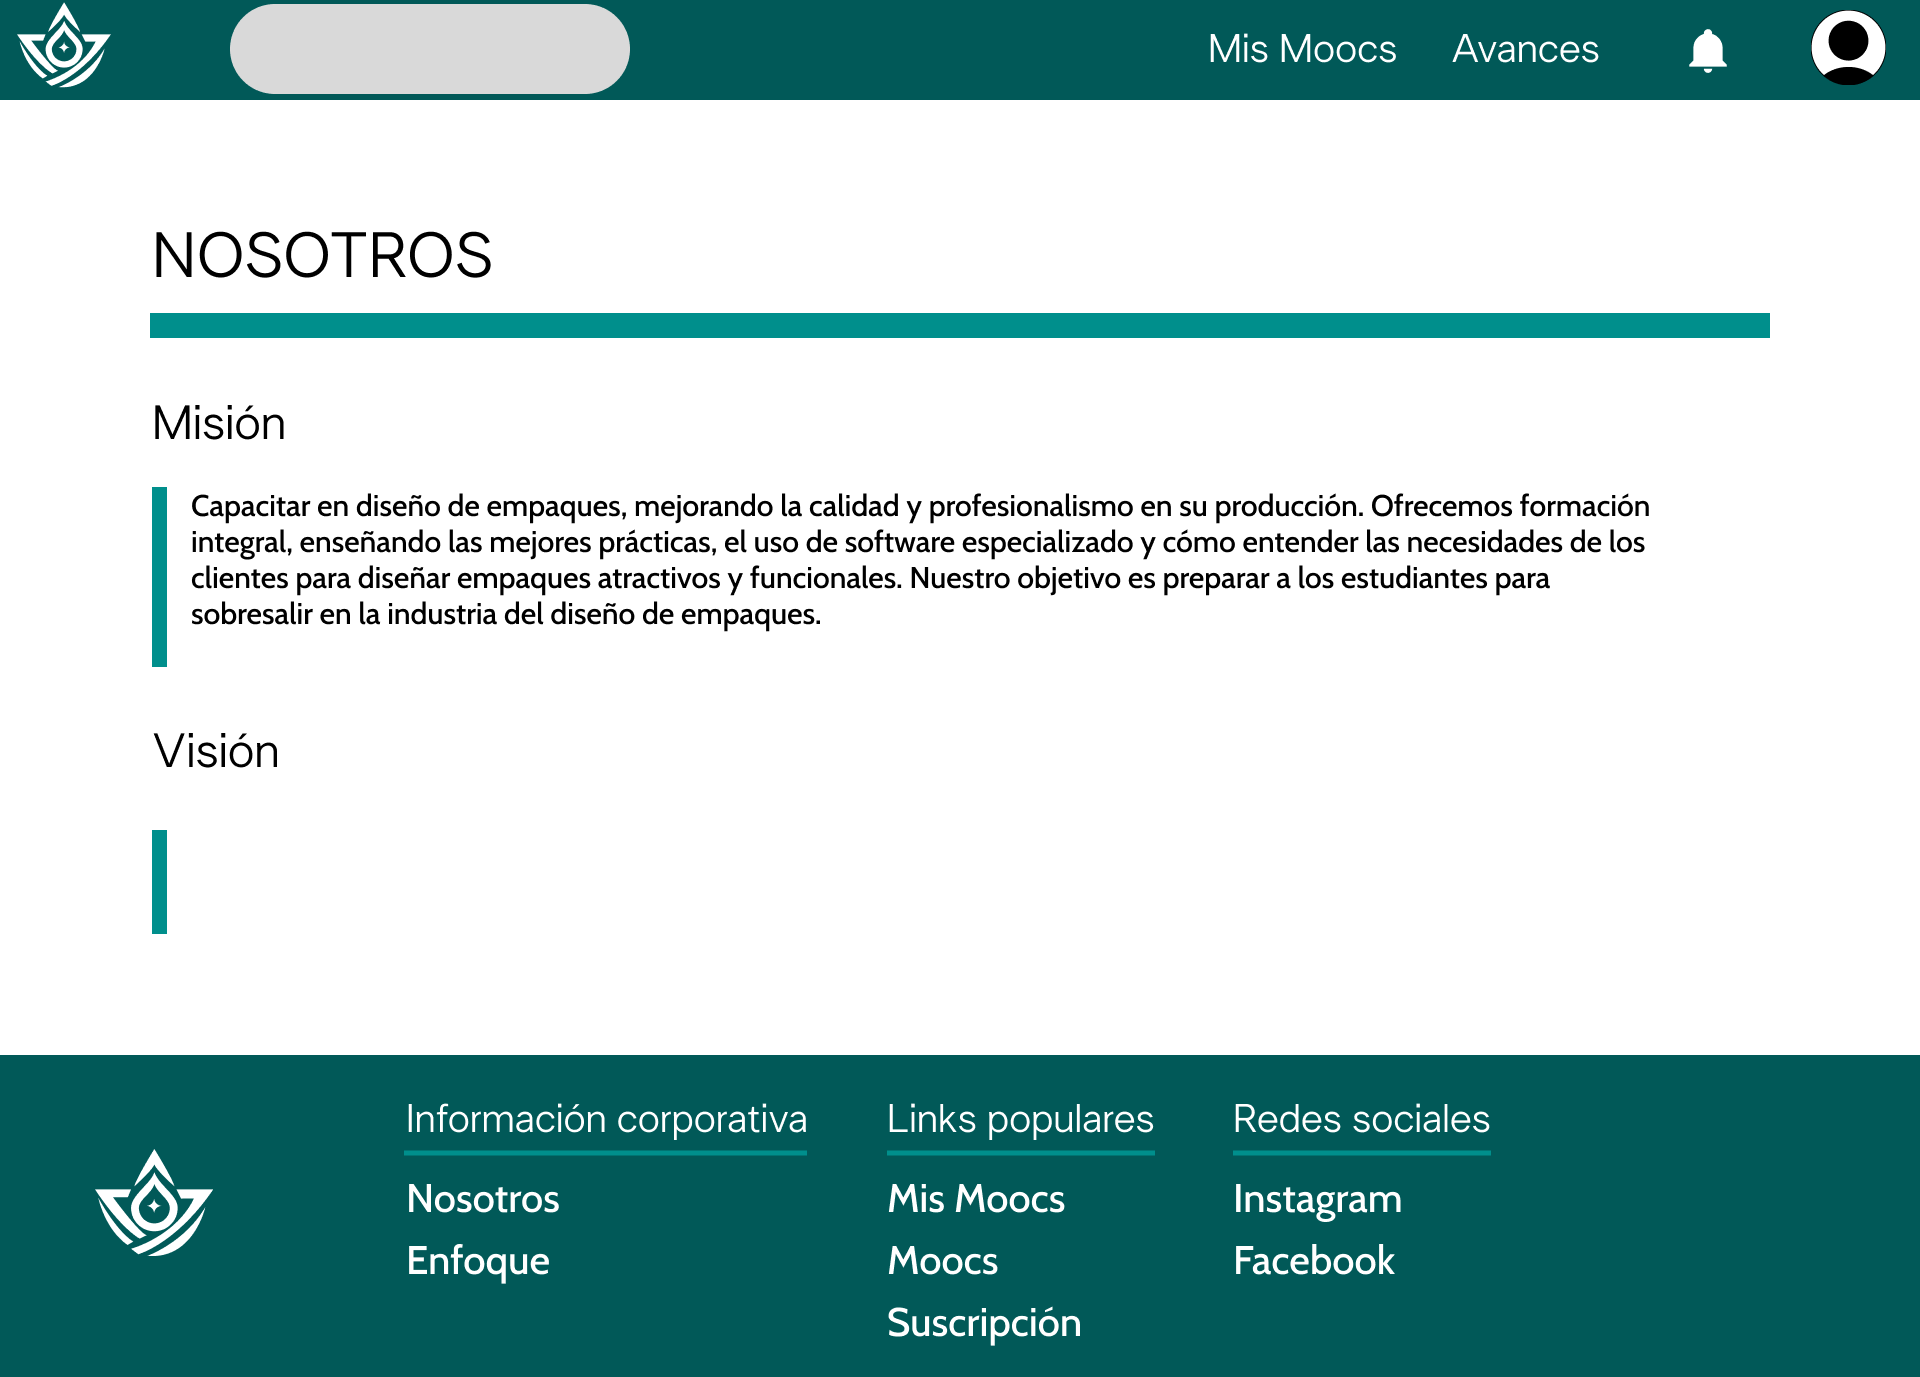 Mis Moocs Avances
NOSOTROS
Misión
Capacitar en diseño de empaques, mejorando la calidad y profesionalismo en su producción. Ofrecemos formación
integral, enseñando las mejores prácticas, el uso de software especializado y cómo entender las necesidades de los
clientes para diseñar empaques atractivos y funcionales. Nuestro objetivo es preparar a los estudiantes para
sobresalir en la industria del diseño de empaques.
Visión
Información corporativa
Nosotros
Enfoque
Links populares
Mis Moocs
Moocs
Suscripción
Redes sociales
Instagram
Facebook